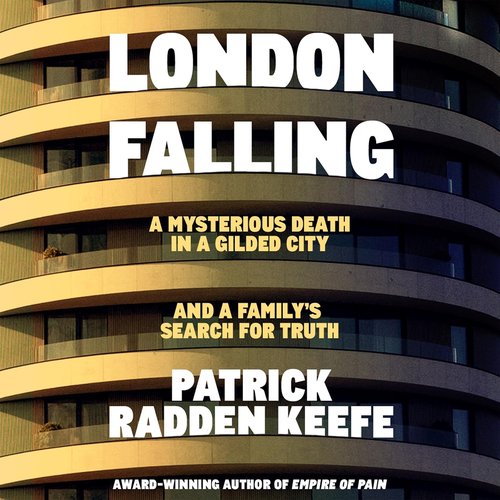 LONDON
FALLING
A MYSTERIOUS DEATH
IN A GILDED CITY
AND A FAMILY'S
SEARCH FOR TRUTH
PATRICK
RADDEN KEEFE
AWARD-WINNING AUTHOR OF EMPIRE OF PAIN